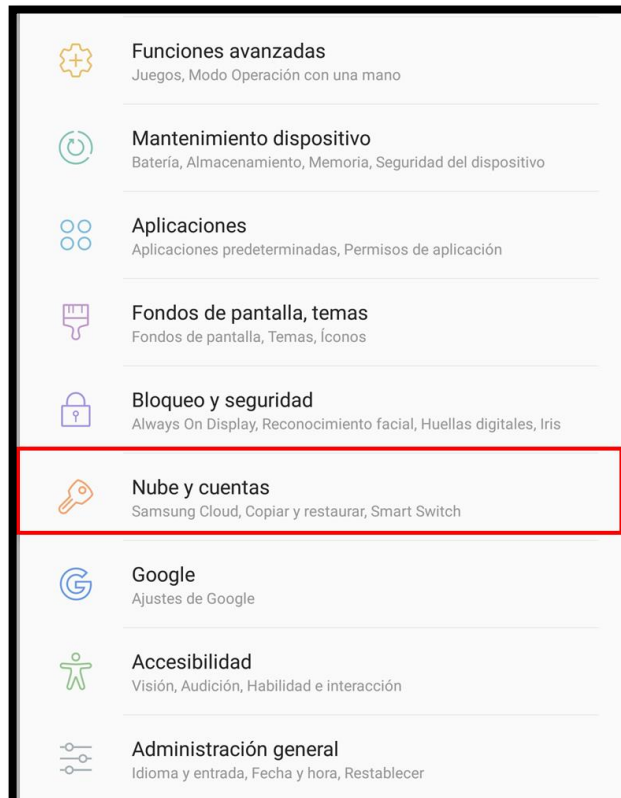 Funciones avanzadas
Juegos, Modo Operación con una mano
Mantenimiento dispositivo
Batería, Almacenamiento, Memoria, Seguridad del dispositivo
Aplicaciones
Aplicaciones predeterminadas, Permisos de aplicación
Fondos de pantalla, temas
Fondos de pantalla, Temas, Íconos
Bloqueo y seguridad
Always On Display, Reconocimiento facial, Huellas digitales, Iris
Nube y cuentas
Samsung Cloud, Copiar y restaurar, Smart Switch
Google
Ajustes de Google
Accesibilidad
Visión, Audición, Habilidad e interacción
Administración general
Idioma y entrada, Fecha y hora, Restablecer